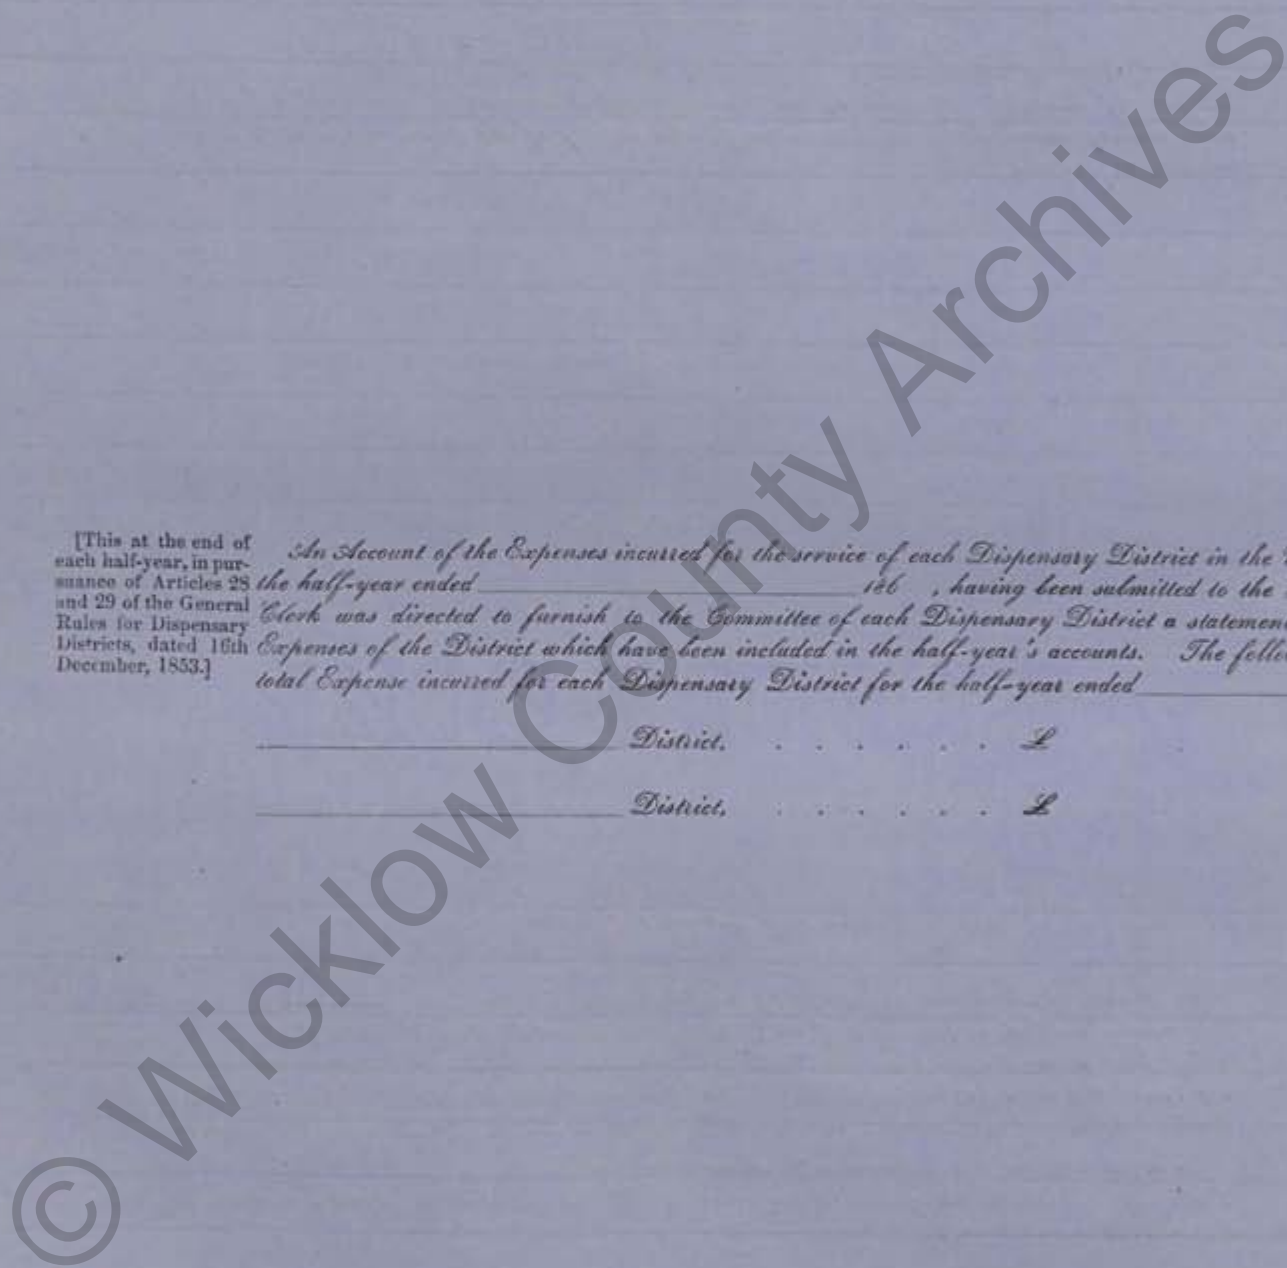 [This at the end of
each half-year, in pur-
suance of Articles 28
and 29 of the General
Rules for Dispensary
Districts, dated 16th
December, 1853.]
An Account of the Expenses incurred for the service of each Dispensary District in the
the half-year ended 186 , having been submitted to the
Clerk was directed to furnish to the Committee of each Dispensary District a statement
Expenses of the District which have been included in the half-year's accounts. The follo
total Expense incurred for each Dispensary District for the half-year ended
District, . . . . . . £
District, . . . . . . £
© Wicklow County Archives